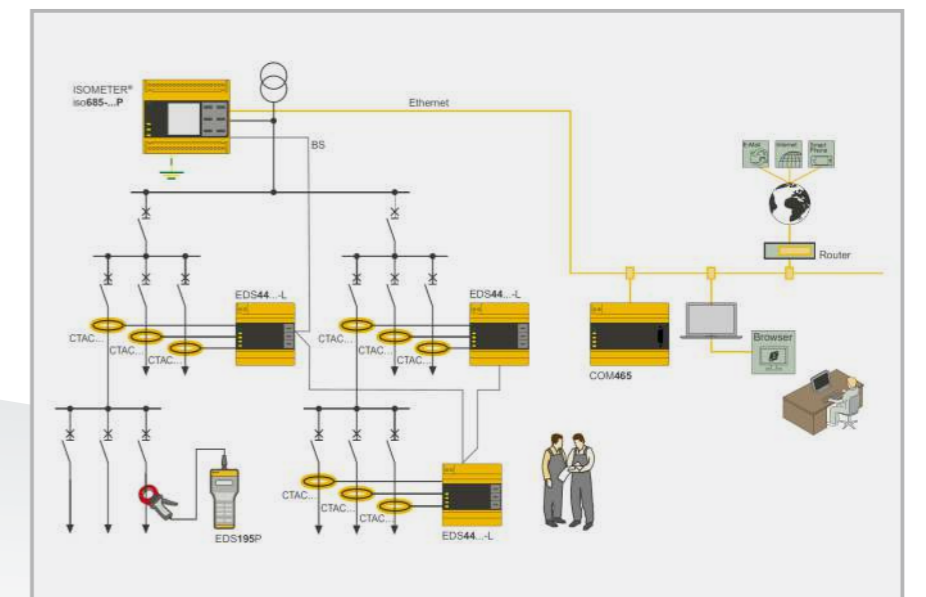 ISOMETER®
iso685-...P
Ethernet
BS
E-Mail
Internet
Smart
Phone
Router
EDS44...-L
EDS44...-L
CTAC...
CTAC...
CTAC...
CTAC...
CTAC...
CTAC...
COM465
Browser
CTAC...
CTAC...
CTAC...
EDS195P
EDS44...-L